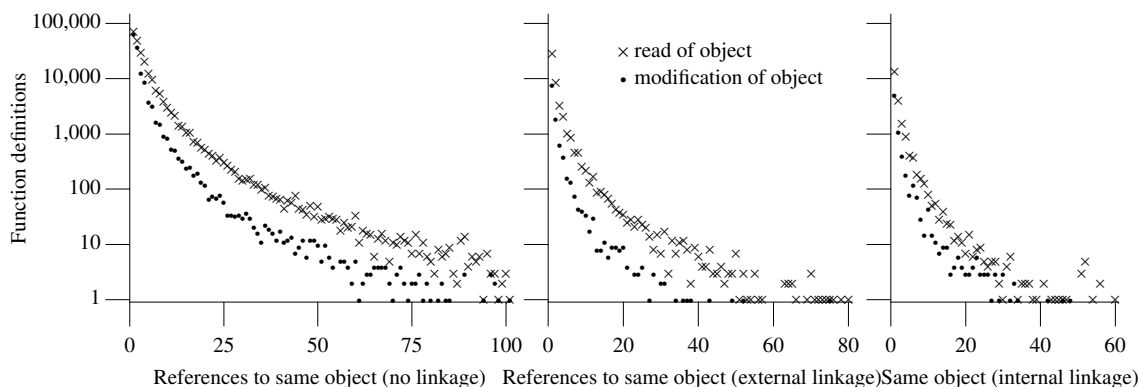 100,000
10,000
1,000
100
10
1
Function definitions
× read of object
• modification of object
0 25 50 75 100
0 20 40 60 80
0 20 40 60
References to same object (no linkage)
References to same object (external linkage)
Same object (internal linkage)